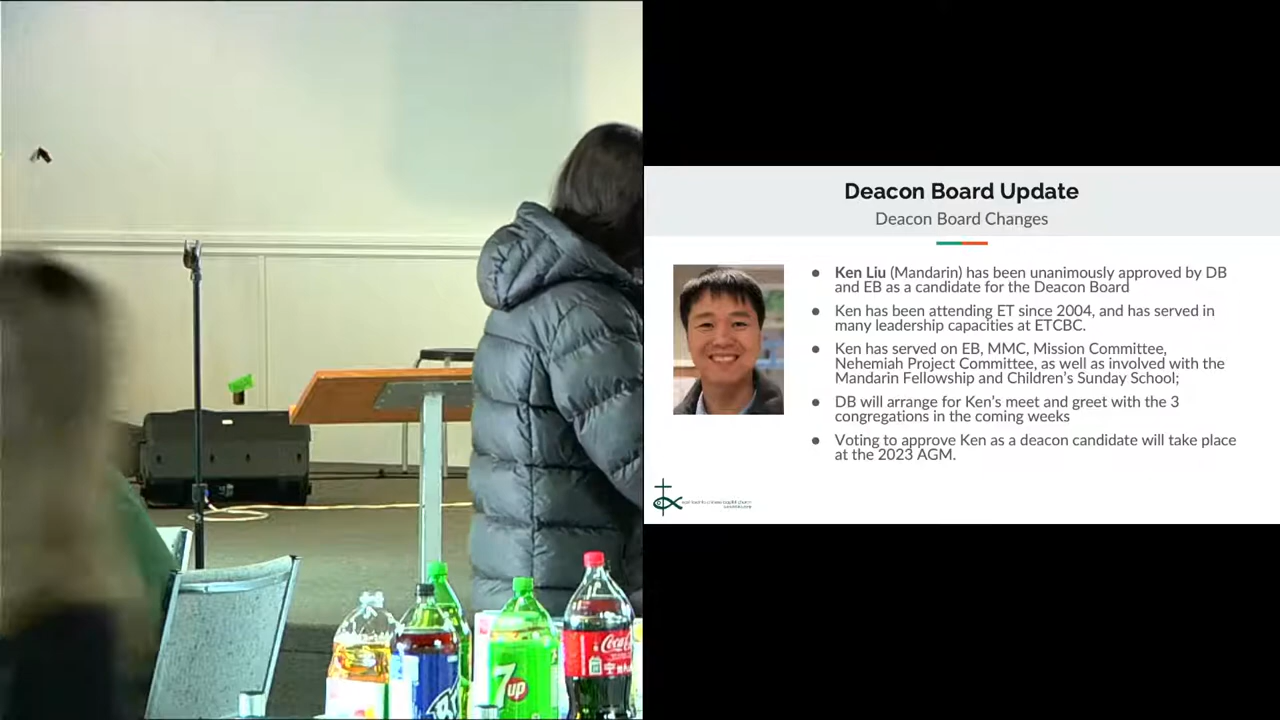 Deacon Board Update
Deacon Board Changes
● Ken Liu (Mandarin) has been unanimously approved by DB
and EB as a candidate for the Deacon Board
● Ken has been attending ET since 2004, and has served in
many leadership capacities at ETCBC.
● Ken has served on EB, MMC, Mission Committee,
Nehemiah Project Committee, as well as involved with the
Mandarin Fellowship and Children's Sunday School;
● DB will arrange for Ken's meet and greet with the 3
congregations in the coming weeks
● Voting to approve Ken as a deacon candidate will take place
at the 2023 AGM.
7up
Coca-Cola